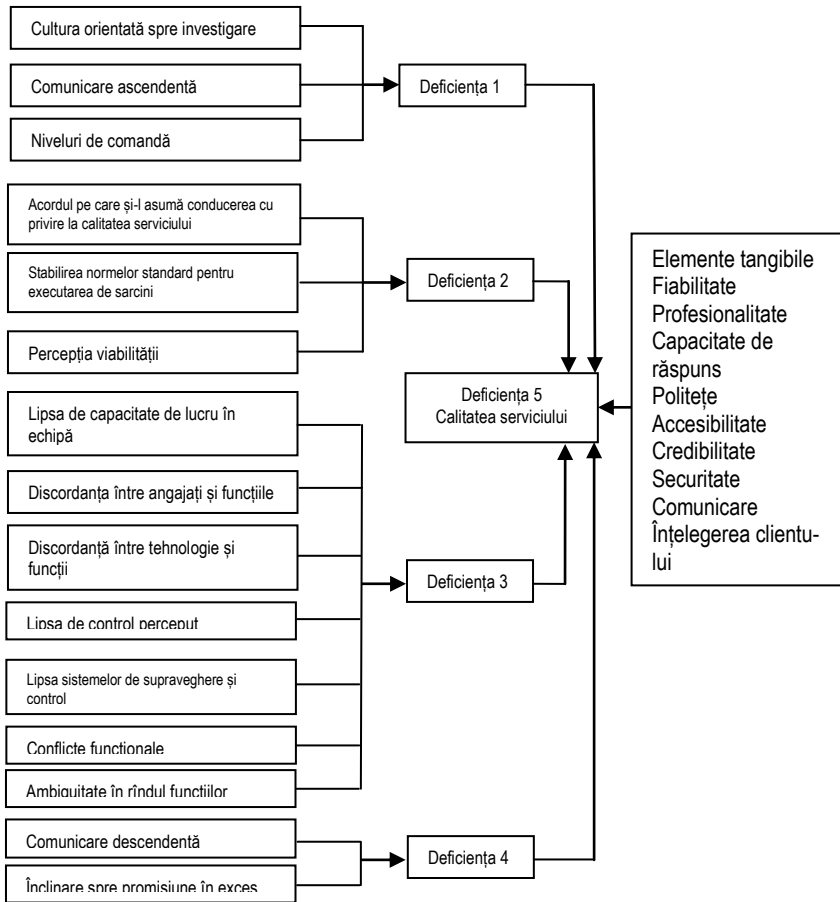 Cultura orientată spre investigare
Comunicare ascendentă
Niveluri de comandă
Deficiența 1
Acordul pe care și-l asumă conducerea cu
privire la calitatea serviciului
Stabilirea normelor standard pentru
executarea de sarcini
Percepția viabilității
Deficiența 2
Lipsa de capacitate de lucru în
echipă
Discordanța între angajați și funcțiile
Discordanță între tehnologie și
funcții
Lipsa de control perceput
Lipsa sistemelor de supraveghere și
control
Conflicte funcționale
Ambiguitate în rîndul funcțiilor
Deficiența 3
Comunicare descendentă
Înclinare spre promisiune în exces
Deficiența 4
Deficiența 5
Calitatea serviciului
Elemente tangibile
Fiabilitate
Profesionalitate
Capacitate de
răspuns
Politețe
Accesibilitate
Credibilitate
Securitate
Comunicare
Înțelegerea clientu-
lui